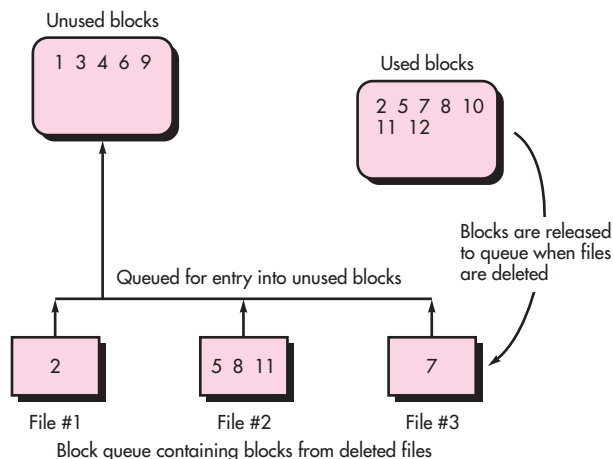 Unused blocks
1 3 4 6 9
Used blocks
2 5 7 8 10
11 12
Blocks are released
to queue when files
are deleted
Queued for entry into unused blocks
2
5 8 11
7
File #1
File #2
File #3
Block queue containing blocks from deleted files